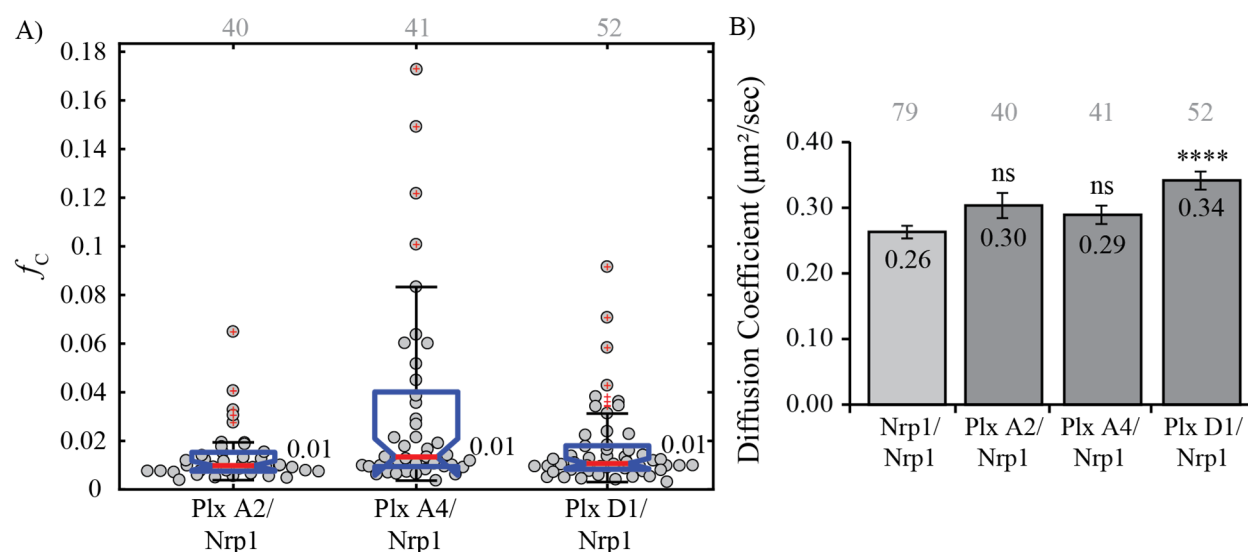 A)
40 41 52
0.18
0.16
0.14
0.12
0.1
0.08
0.06
0.04
0.02
0
fC
0.01 0.01 0.01
Plx A2/ Plx A4/ Plx D1/
Nrp1 Nrp1 Nrp1
B)
79 40 41 52
Diffusion Coefficient (µm²/sec)
0.40
0.30
0.20
0.10
0.00
ns ns ****
0.26 0.30 0.29 0.34
Nrp1/ Plx A2/ Plx A4/ Plx D1/
Nrp1 Nrp1 Nrp1 Nrp1